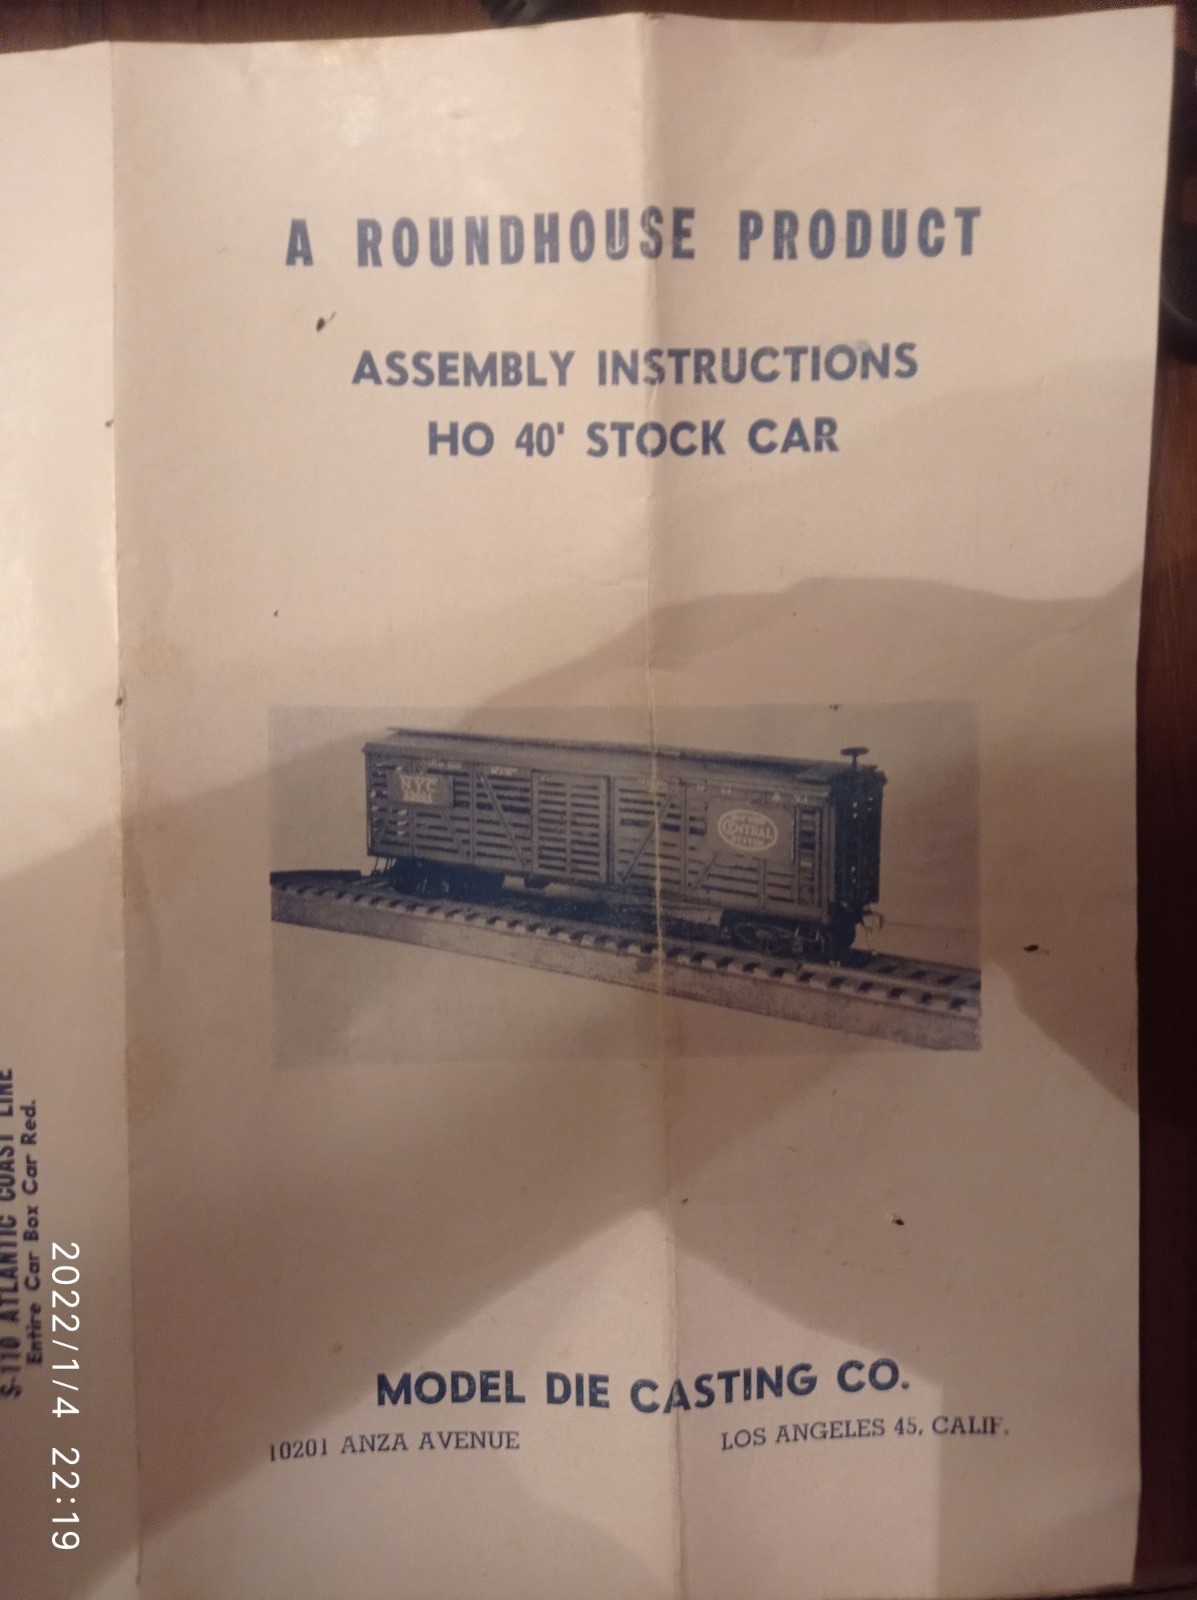 A ROUNDHOUSE PRODUCT
ASSEMBLY INSTRUCTIONS
HO 40' STOCK CAR
NYC
CENTRAL
SYSTEM
MODEL DIE CASTING CO.
10201 ANZA AVENUE
LOS ANGELES 45, CALIF.
S-110 ATLANTIC COAST LINE
Entire Car Box Car Red.
2022/1/4 22:19